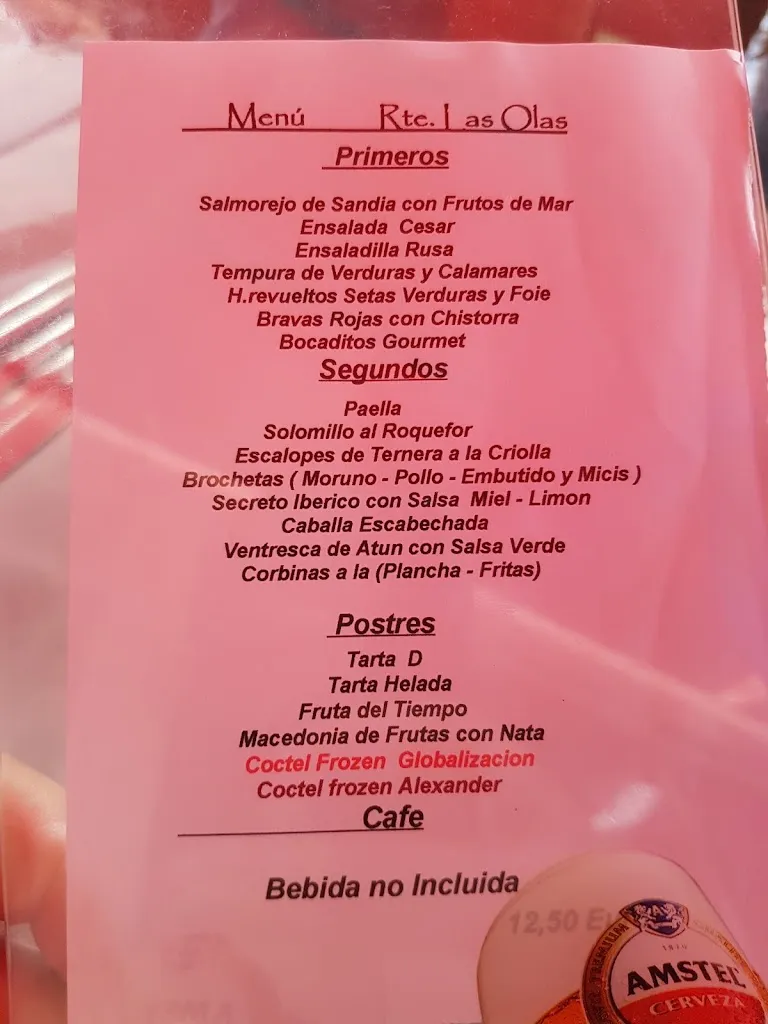 Menú Rte. Las Olas
Primeros
Salmorejo de Sandia con Frutos de Mar
Ensalada Cesar
Ensaladilla Rusa
Tempura de Verduras y Calamares
H.revueltos Setas Verduras y Foie
Bravas Rojas con Chistorra
Bocaditos Gourmet
Segundos
Paella
Solomillo al Roquefor
Escalopes de Ternera a la Criolla
Brochetas ( Moruno - Pollo - Embutido y Micis )
Secreto Iberico con Salsa Miel - Limon
Caballa Escabechada
Ventresca de Atun con Salsa Verde
Corbinas a la (Plancha - Fritas)
Postres
Tarta D
Tarta Helada
Fruta del Tiempo
Macedonia de Frutas con Nata
Coctel Frozen Globalizacion
Coctel frozen Alexander
Cafe
Bebida no Incluida
12,50
AMSTEL
CERVEZA